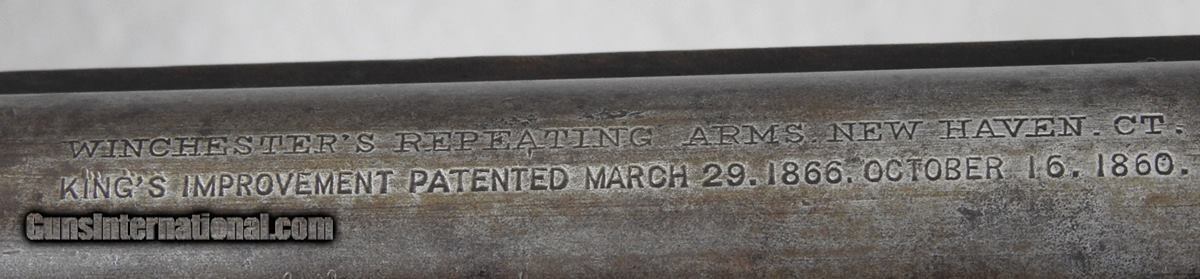 WINCHESTER'S REPEATING ARMS. NEW HAVEN. CT.
KING'S IMPROVEMENT PATENTED MARCH 29. 1866. OCTOBER 16. 1860.
GunsInternational.com